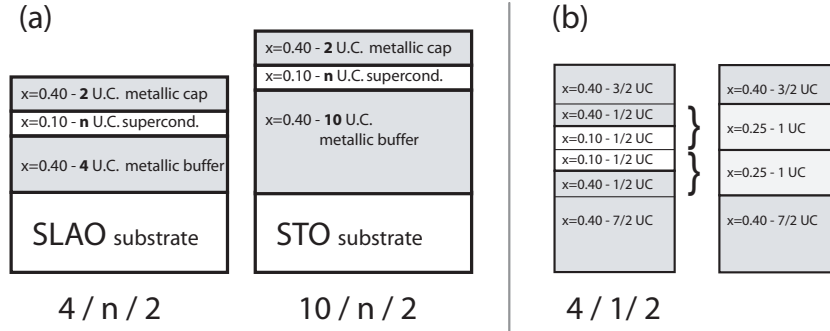 (a)
x=0.40 - 2 U.C. metallic cap
x=0.10 - n U.C. supercond.
x=0.40 - 4 U.C. metallic buffer
SLAO substrate
4 / n / 2
x=0.40 - 2 U.C. metallic cap
x=0.10 - n U.C. supercond.
x=0.40 - 10 U.C.
metallic buffer
STO substrate
10 / n / 2
(b)
x=0.40 - 3/2 UC
x=0.40 - 1/2 UC
x=0.10 - 1/2 UC
x=0.10 - 1/2 UC
x=0.40 - 1/2 UC
x=0.40 - 7/2 UC
4 / 1 / 2
x=0.40 - 3/2 UC
x=0.25 - 1 UC
x=0.25 - 1 UC
x=0.40 - 7/2 UC